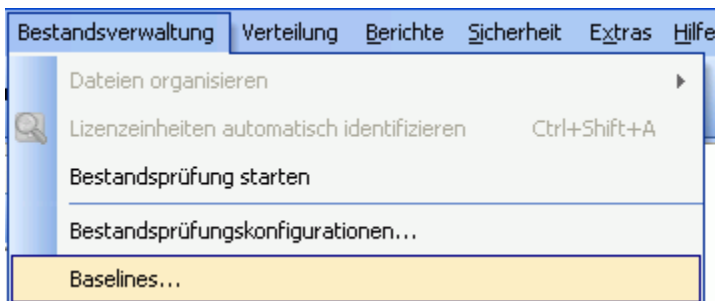 Bestandsverwaltung Verteilung Berichte Sicherheit Extras Hilfe
Dateien organisieren
Lizenzeinheiten automatisch identifizieren Ctrl+Shift+A
Bestandsprüfung starten
Bestandsprüfungskonfigurationen...
Baselines...